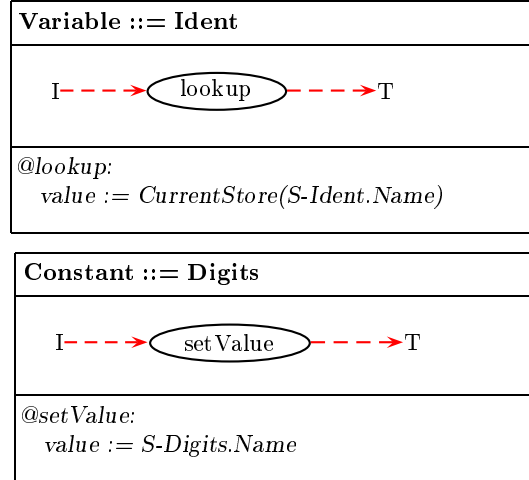 Variable ::= Ident
I lookup T
@lookup:
value := CurrentStore(S-Ident.Name)
Constant ::= Digits
I setValue T
@setValue:
value := S-Digits.Name